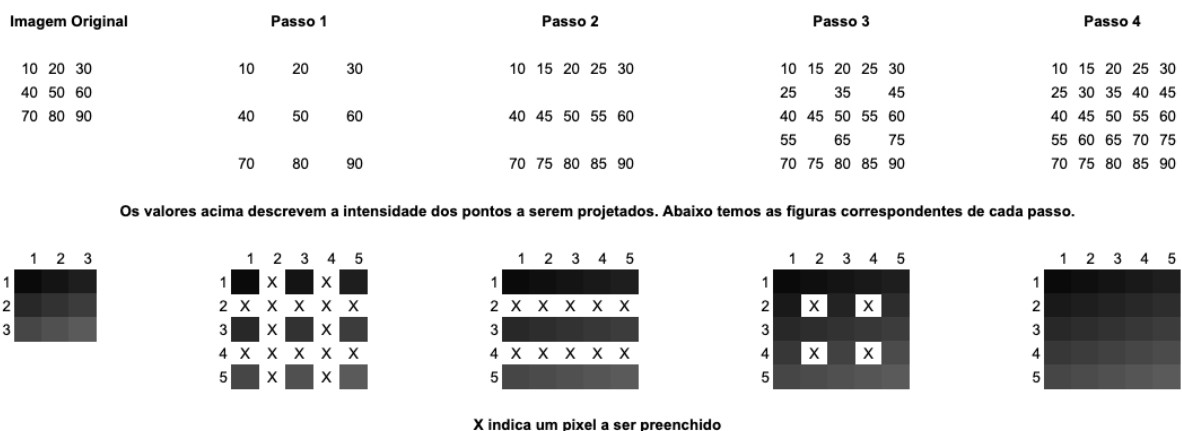 Imagem Original Passo 1 Passo 2 Passo 3 Passo 4
10 20 30 10 20 30 10 15 20 25 30 10 15 20 25 30 10 15 20 25 30
40 50 60 25 35 45 25 30 35 40 45
70 80 90 40 50 60 40 45 50 55 60 40 45 50 55 60 40 45 50 55 60
55 65 75 55 60 65 70 75
70 80 90 70 75 80 85 90 70 75 80 85 90 70 75 80 85 90
Os valores acima descrevem a intensidade dos pontos a serem projetados. Abaixo temos as figuras correspondentes de cada passo.
1 2 3 1 2 3 4 5 1 2 3 4 5 1 2 3 4 5 1 2 3 4 5
1 1 X X 1 1 1
2 2 X X X X X 2 X X X X X 2 X X 2
3 3 X X 3 3 3
4 X X X X X 4 X X X X X 4 X X 4
5 X X 5 5 5
X indica um pixel a ser preenchido